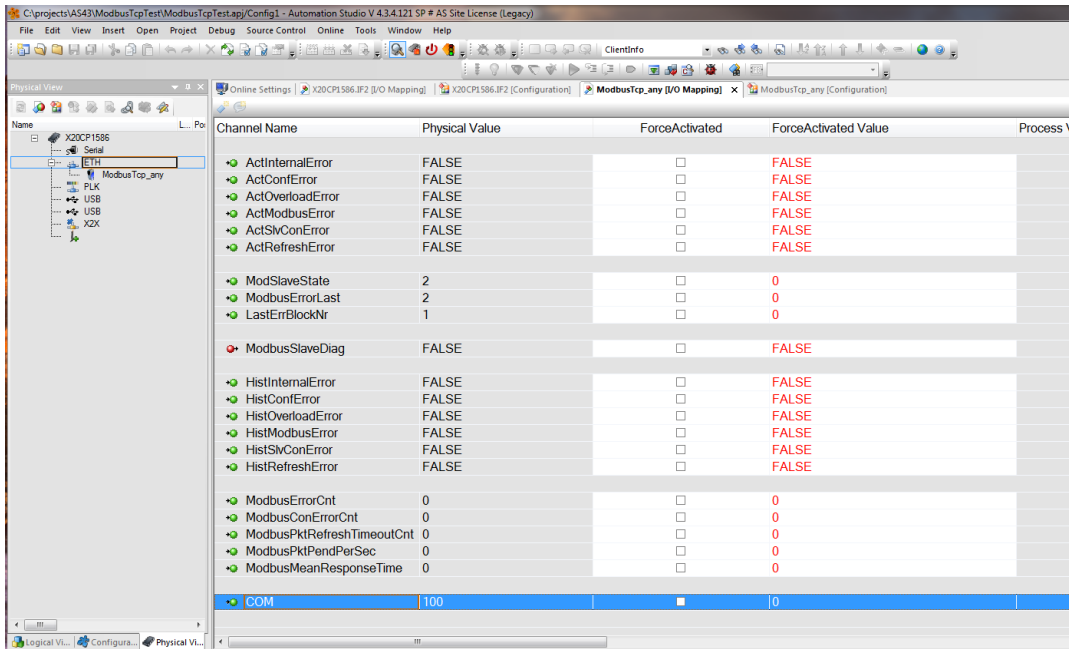 C:\projects\AS43\ModbusTcpTest\ModbusTcpTest.apj/Config1 - Automation Studio V 4.3.4.121 SP # AS Site License (Legacy)
File Edit View Insert Open Project Debug Source Control Online Tools Window Help
ClientInfo
Physical View
Online Settings X20CP1586.IF2 [I/O Mapping] X20CP1586.IF2 [Configuration] ModbusTcp_any [I/O Mapping] X ModbusTcp_any [Configuration]
Name L... Po
X20CP1586
Serial
ETH
ModbusTcp_any
PLK
USB
USB
X2X
Channel Name Physical Value ForceActivated ForceActivated Value Process V
ActInternalError FALSE FALSE
ActConfError FALSE FALSE
ActOverloadError FALSE FALSE
ActModbusError FALSE FALSE
ActSlvConError FALSE FALSE
ActRefreshError FALSE FALSE
ModSlaveState 2 0
ModbusErrorLast 2 0
LastErrBlockNr 1 0
ModbusSlaveDiag FALSE FALSE
HistInternalError FALSE FALSE
HistConfError FALSE FALSE
HistOverloadError FALSE FALSE
HistModbusError FALSE FALSE
HistSlvConError FALSE FALSE
HistRefreshError FALSE FALSE
ModbusErrorCnt 0 0
ModbusConErrorCnt 0 0
ModbusPktRefreshTimeoutCnt 0 0
ModbusPktPendPerSec 0 0
ModbusMeanResponseTime 0 0
COM 100 0
Logical Vi... Configura... Physical Vi...